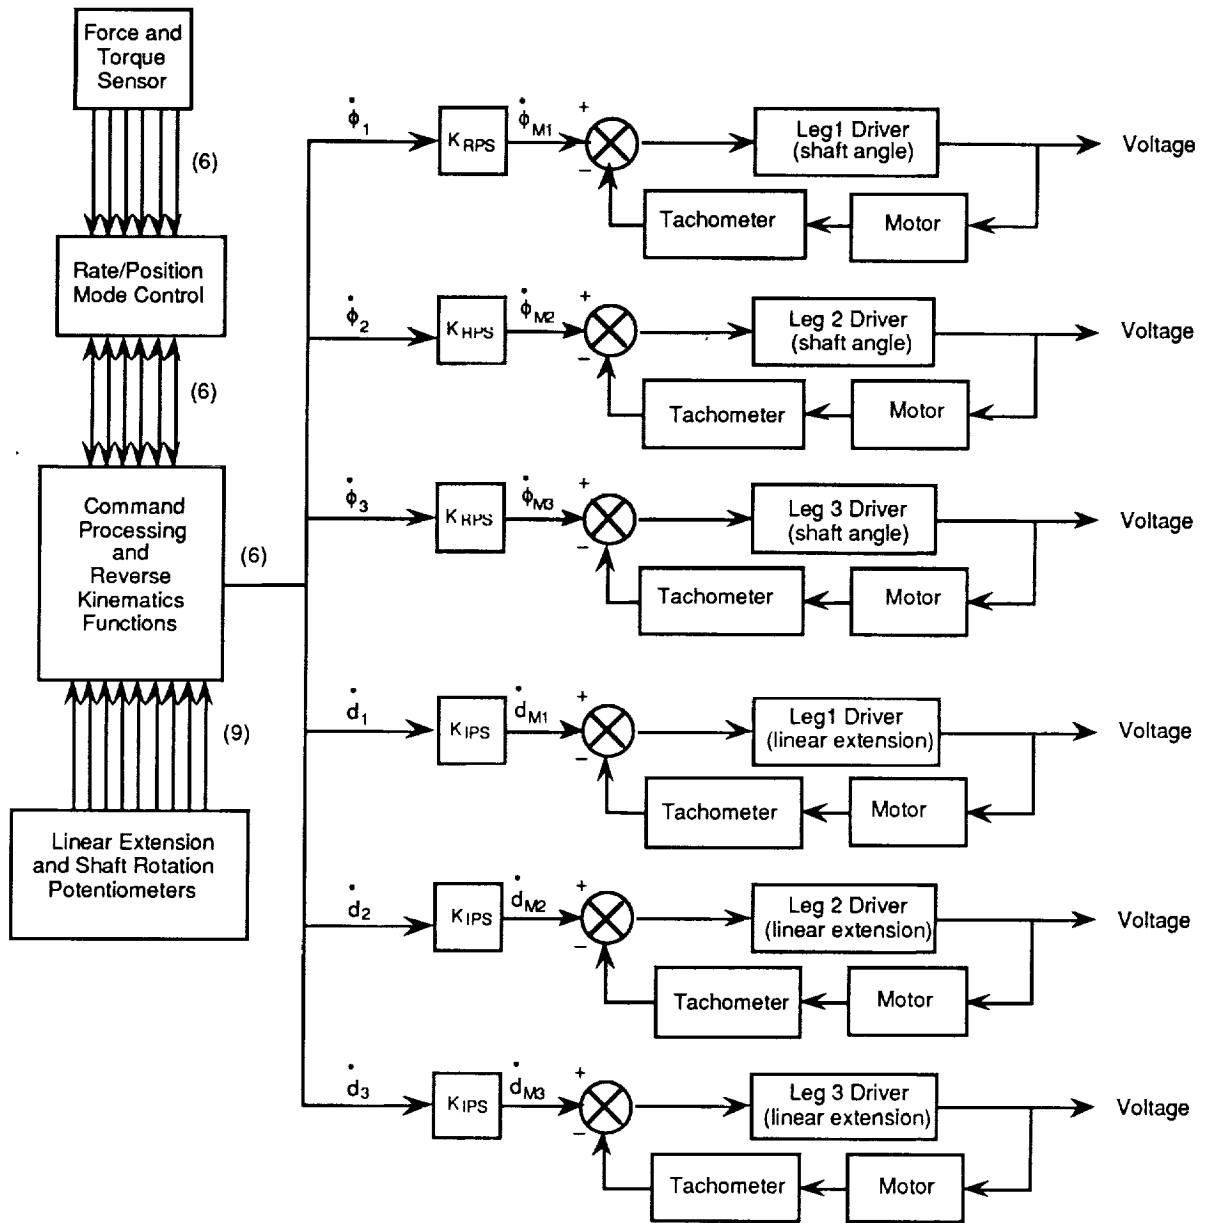 Force and
Torque
Sensor
(6)
Rate/Position
Mode Control
(6)
Command
Processing
and
Reverse
Kinematics
Functions
(6)
(9)
Linear Extension
and Shaft Rotation
Potentiometers
ϕ̇1
KRPS
ϕ̇M1
+
−
Leg1 Driver
(shaft angle)
Voltage
Tachometer
Motor
ϕ̇2
KRPS
ϕ̇M2
+
−
Leg 2 Driver
(shaft angle)
Voltage
Tachometer
Motor
ϕ̇3
KRPS
ϕ̇M3
+
−
Leg 3 Driver
(shaft angle)
Voltage
Tachometer
Motor
ḋ1
KIPS
ḋM1
+
−
Leg1 Driver
(linear extension)
Voltage
Tachometer
Motor
ḋ2
KIPS
ḋM2
+
−
Leg 2 Driver
(linear extension)
Voltage
Tachometer
Motor
ḋ3
KIPS
ḋM3
+
−
Leg 3 Driver
(linear extension)
Voltage
Tachometer
Motor